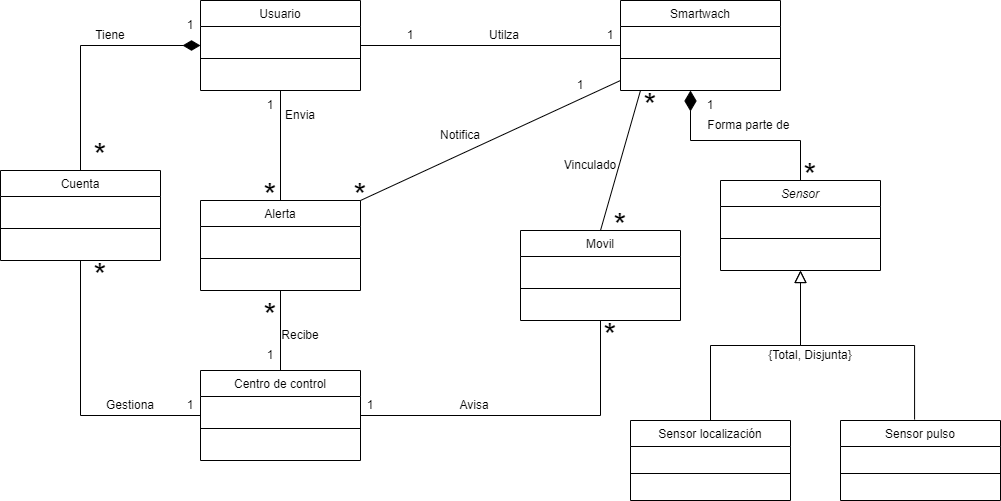 Usuario
Smartwach
1
Tiene
1
Utilza
1
1
Envia
1
Notifica
*
1
Forma parte de
*
Vinculado
*
*
Cuenta
*
*
Alerta
*
Sensor
Movil
*
*
Recibe
1
{Total, Disjunta}
*
Centro de control
Gestiona
1
1
Avisa
Sensor localización
Sensor pulso